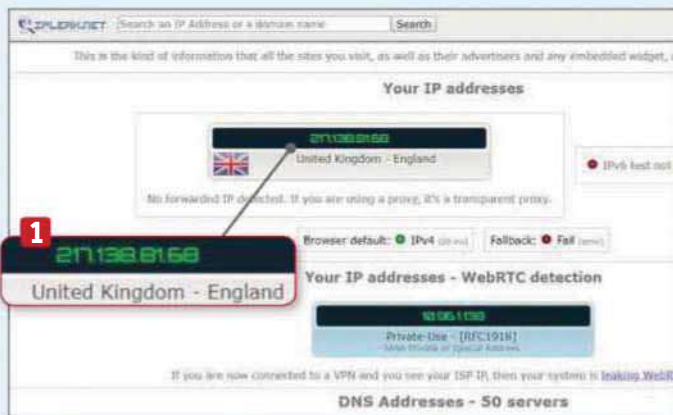 IPLEAK.NET Search an IP Address or a domain name Search
This is the kind of information that all the sites you visit, as well as their advertisers and any embedded widget,
Your IP addresses
217.138.81.68
United Kingdom - England
IPv6 test not
No forwarded IP detected. If you are using a proxy, it's a transparent proxy.
1
217.138.81.68
United Kingdom - England
Browser default: IPv4 Fallback: Fail
Your IP addresses - WebRTC detection
Private-Use - [RFC1918]
If you are now connected to a VPN and you see your ISP IP, then your system is leaking WebR
DNS Addresses - 50 servers